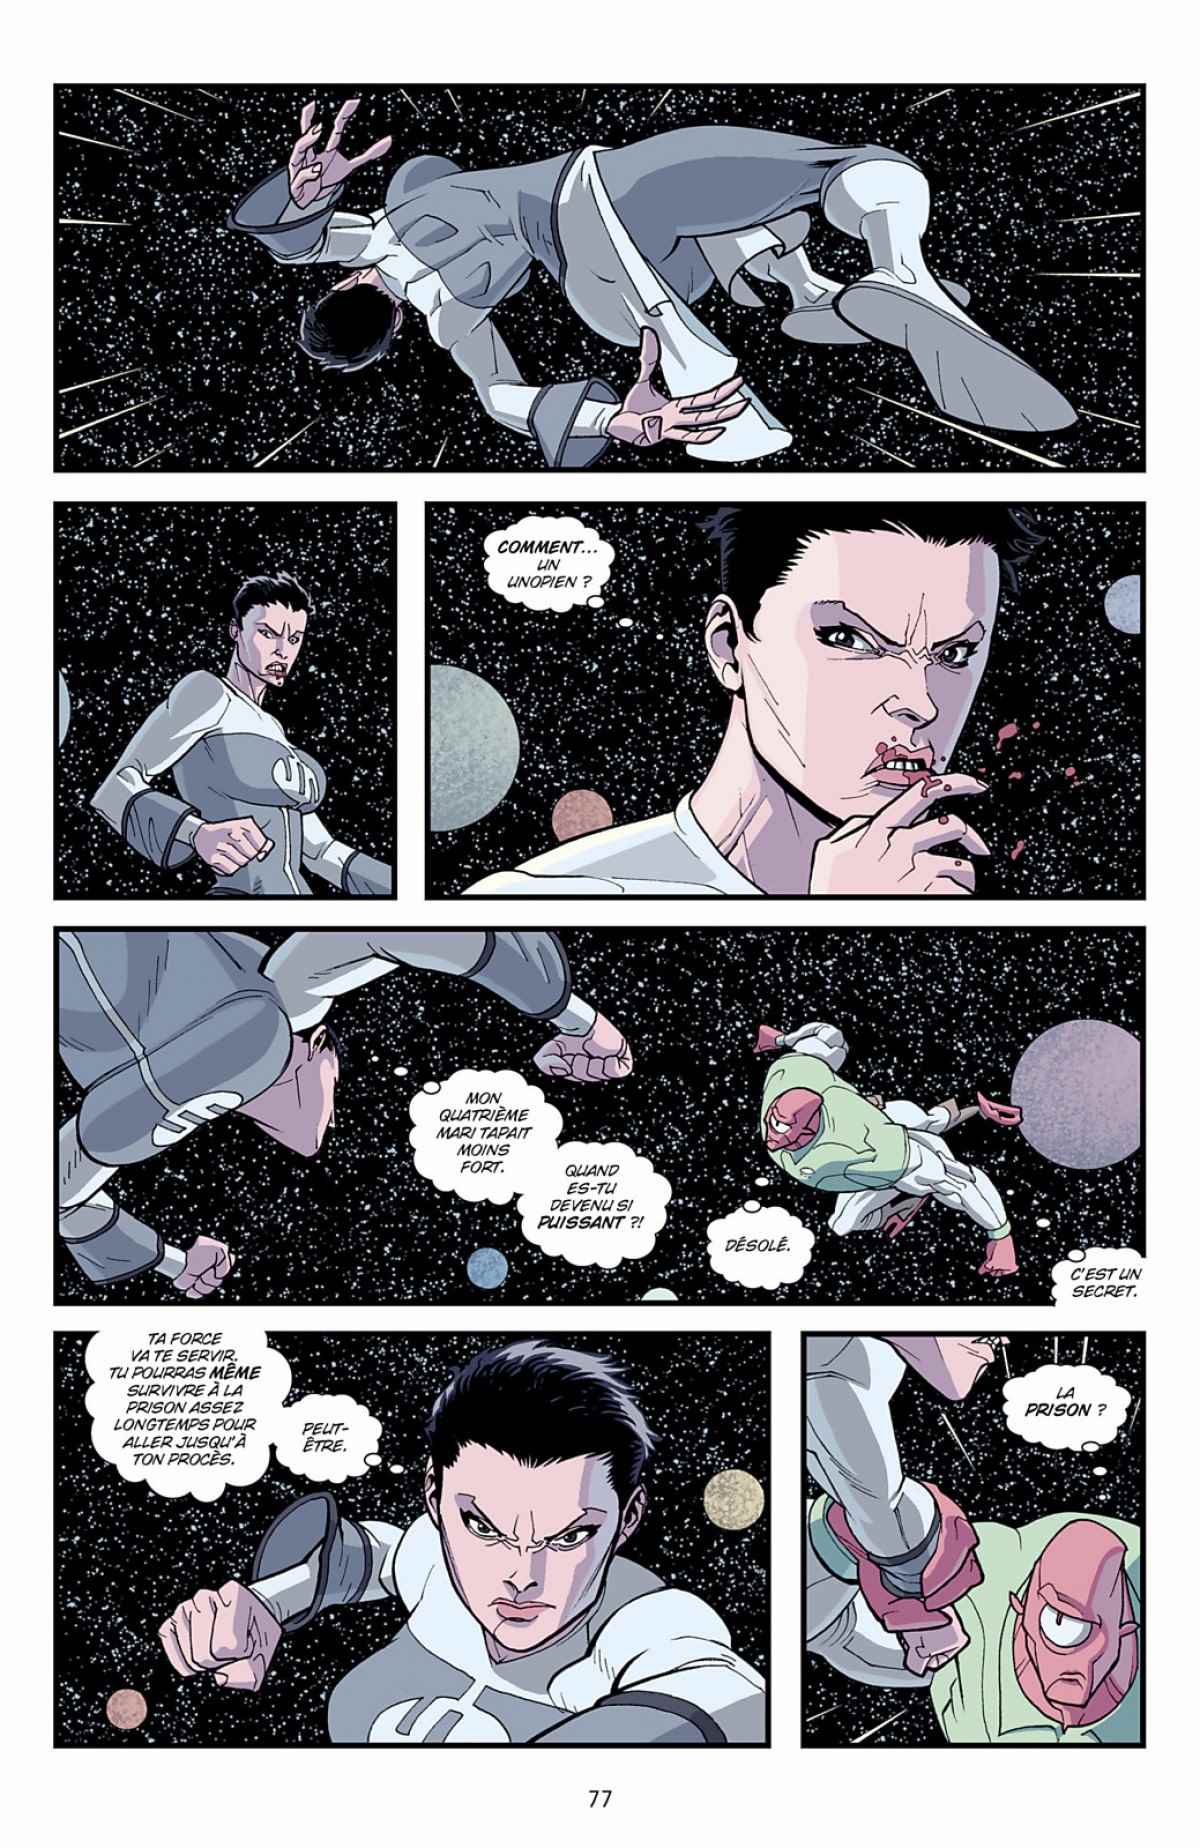 COMMENT...
UN
UNOPIEN ?
MON
QUATRIÈME
MARI TAPAIT
MOINS
FORT.
QUAND
ES-TU
DEVENU SI
PUISSANT ?!
DÉSOLÉ.
C'EST UN
SECRET.
TA FORCE
VA TE SERVIR.
TU POURRAS MÊME
SURVIVRE À LA
PRISON ASSEZ
LONGTEMPS POUR
ALLER JUSQU'À
TON PROCÈS.
PEUT-
ÊTRE.
LA
PRISON ?
77